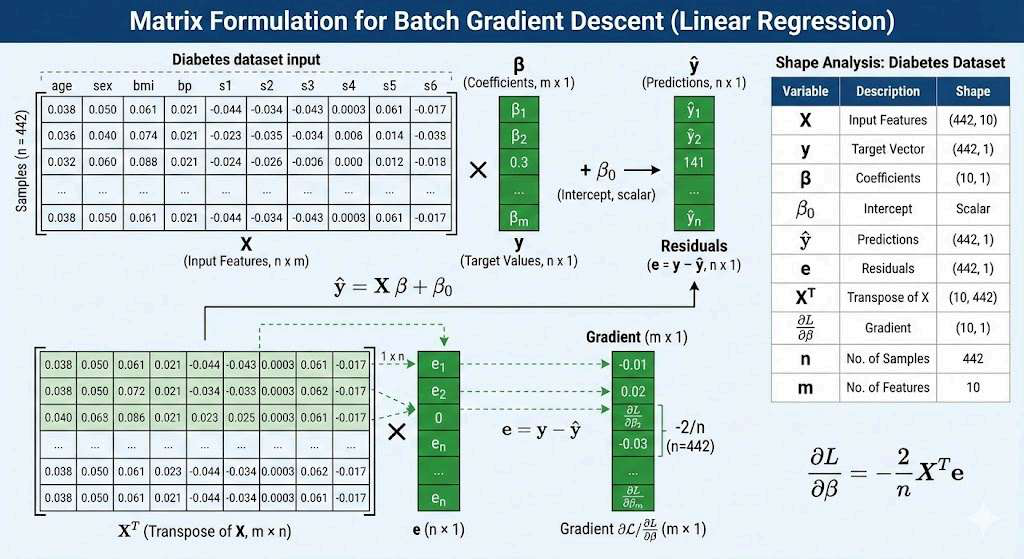 Matrix Formulation for Batch Gradient Descent (Linear Regression)
Diabetes dataset input
age sex bmi bp s1 s2 s3 s4 s5 s6
0.038 0.050 0.061 0.021 -0.044 -0.034 -0.043 0.0003 0.061 -0.017
0.036 0.040 0.074 0.021 -0.023 -0.035 -0.034 0.006 0.014 -0.033
0.032 0.060 0.088 0.021 -0.024 -0.026 -0.036 0.000 0.012 -0.018
... ... ... ... ... ... ... ... ... ...
0.038 0.050 0.061 0.021 -0.044 -0.034 -0.043 0.0003 0.061 -0.017
Samples (n = 442)
X
(Input Features, n x m)
×
β
(Coefficients, m x 1)
β1
β2
0.3
...
βm
y
(Target Values, n x 1)
+ β0
(Intercept, scalar)
ŷ
(Predictions, n x 1)
ŷ1
ŷ2
141
...
ŷn
Residuals
(e = y − ŷ, n x 1)
ŷ = X β + β0
0.038 0.050 0.061 0.021 -0.044 -0.043 0.0003 0.061 -0.017
0.038 0.050 0.072 0.021 -0.034 -0.033 0.0003 0.062 -0.017
0.040 0.068 0.086 0.021 0.023 0.025 0.0003 0.061 -0.017
... ... ... ... ... ... ... ... ...
0.038 0.050 0.061 0.023 -0.044 -0.034 0.0003 0.062 -0.017
0.038 0.050 0.061 0.021 -0.044 -0.034 0.0003 0.061 -0.017
X^T (Transpose of X, m × n)
1 x n
×
e1
e2
0
en
...
en
e (n × 1)
e = y − ŷ
Gradient (m × 1)
-0.01
0.02
∂L/∂β2
-0.03
...
∂L/∂βm
-2/n
(n=442)
Gradient ∂ℒ/∂L/∂β (m × 1)
Shape Analysis: Diabetes Dataset
Variable Description Shape
X Input Features (442, 10)
y Target Vector (442, 1)
β Coefficients (10, 1)
β0 Intercept Scalar
ŷ Predictions (442, 1)
e Residuals (442, 1)
X^T Transpose of X (10, 442)
∂L/∂β Gradient (10, 1)
n No. of Samples 442
m No. of Features 10
∂L/∂β = −2/n X^T e